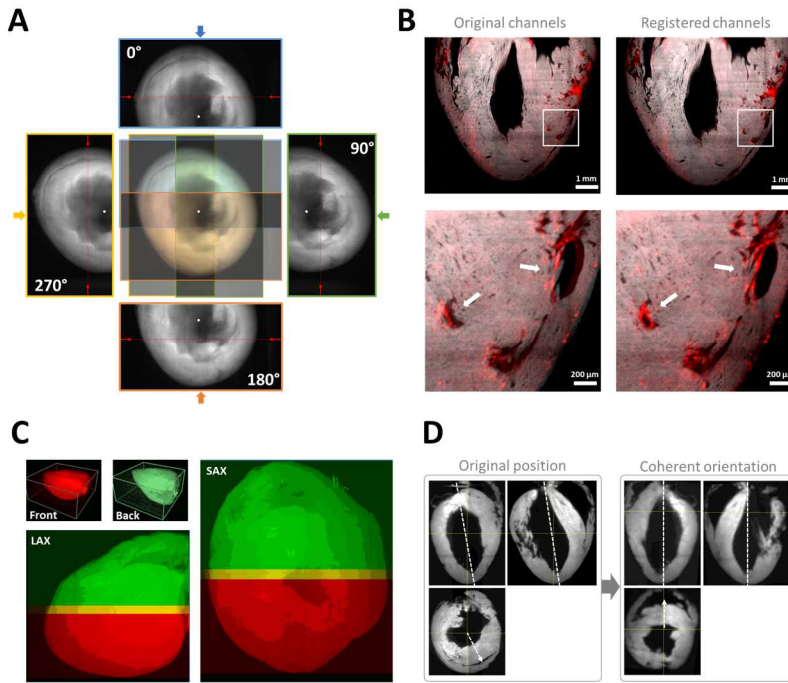 A
0°
90°
270°
180°
B
Original channels
Registered channels
1 mm
1 mm
200 µm
200 µm
C
Front
Back
SAX
LAX
D
Original position
Coherent orientation